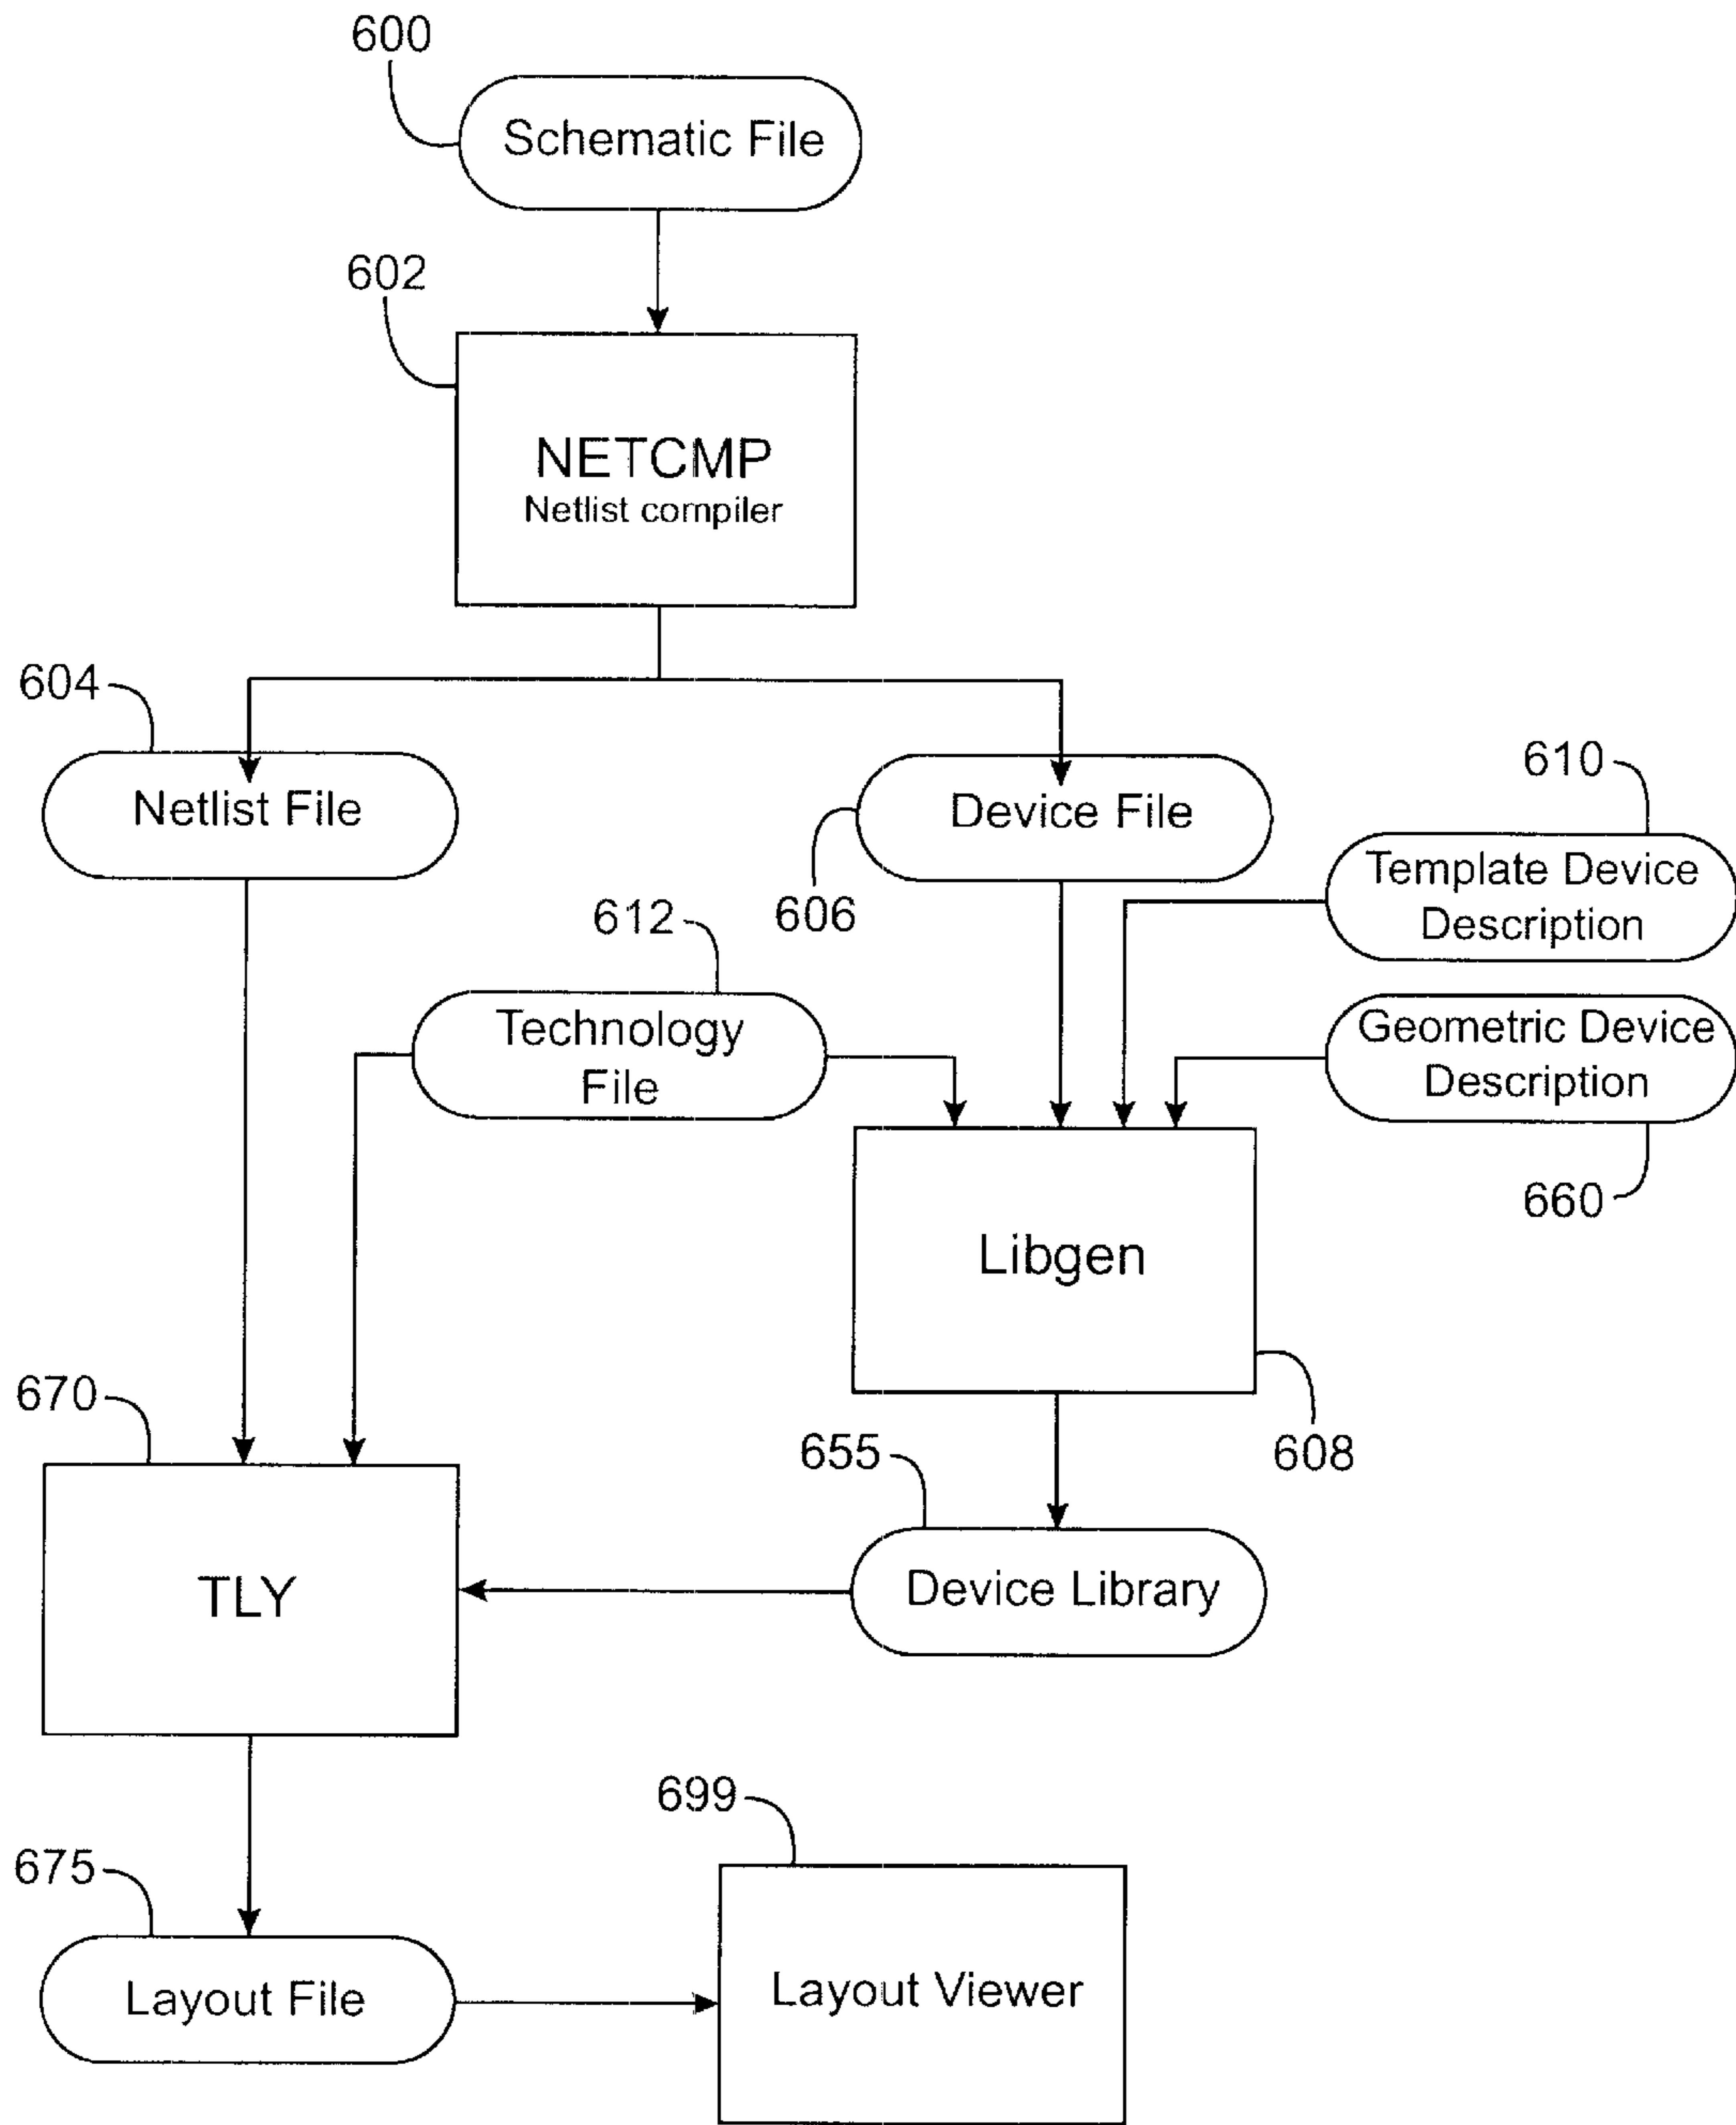 600
Schematic File
602
NETCMP
Netlist compiler
604
Netlist File
Device File
606
610
Template Device
Description
612
Technology
File
Geometric Device
Description
660
Libgen
608
670
TLY
655
Device Library
699
675
Layout File
Layout Viewer